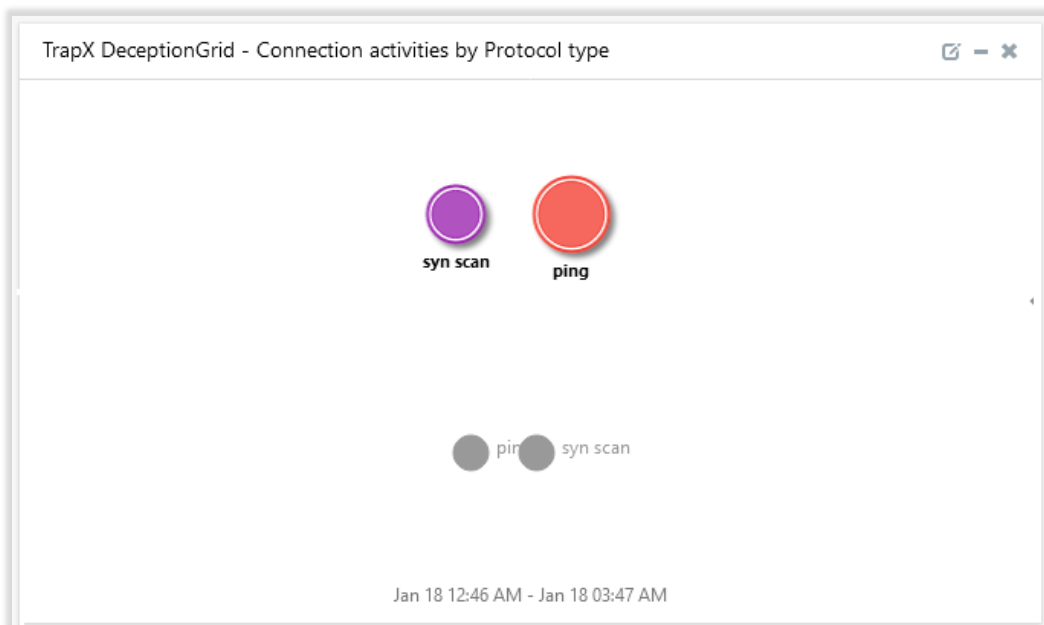 TrapX DeceptionGrid - Connection activities by Protocol type
syn scan
ping
pin
syn scan
Jan 18 12:46 AM - Jan 18 03:47 AM